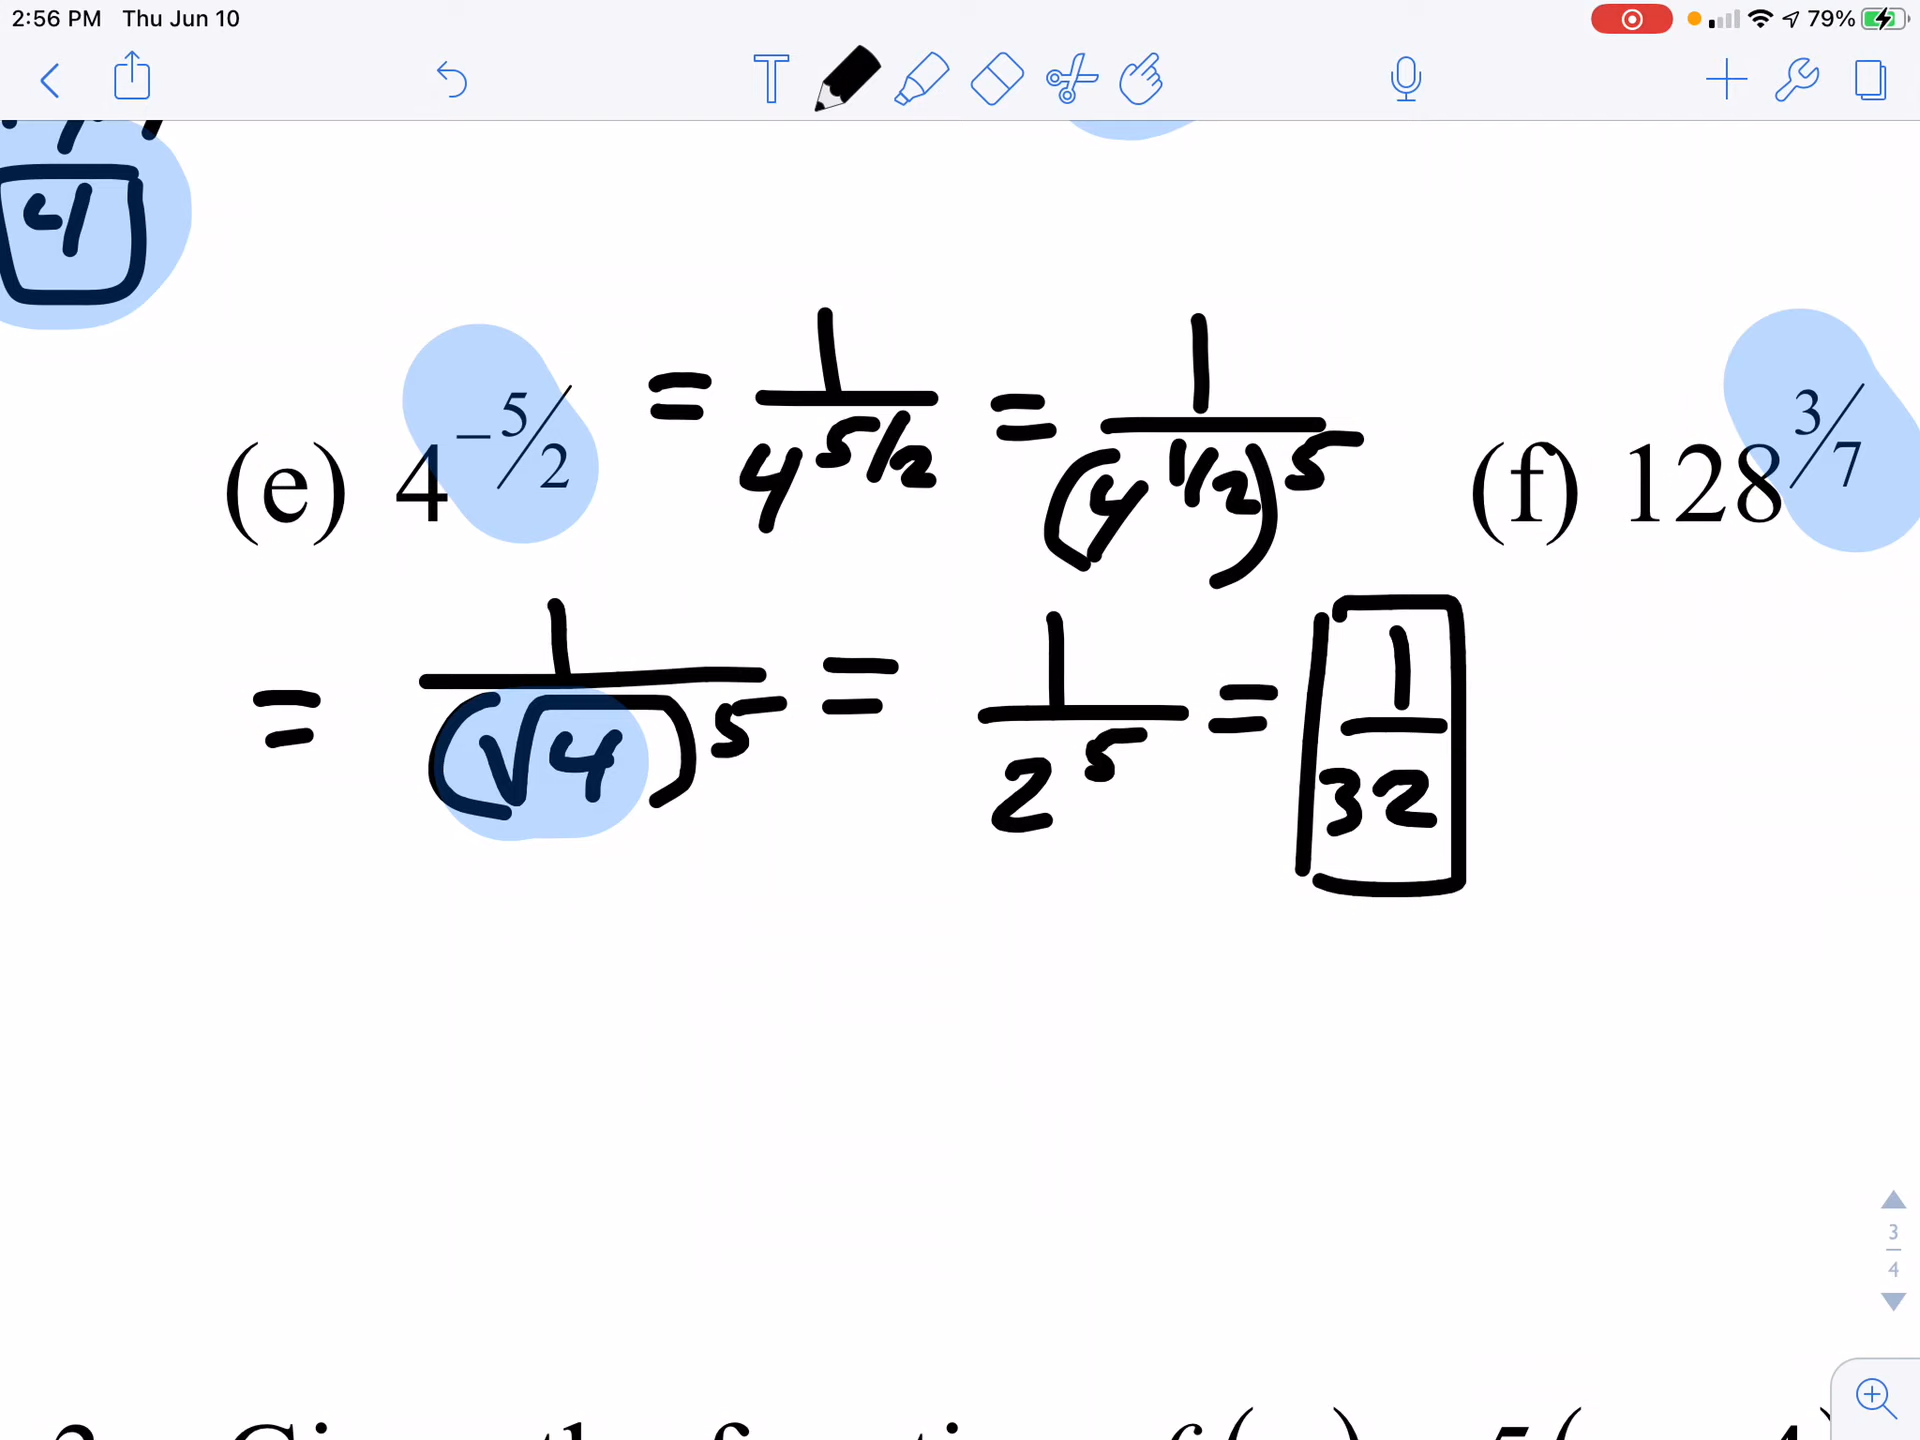 2:56 PM Thu Jun 10 79%
T
4
(e) 4^{-5/2} = 1/4^{5/2} = 1/(4^{1/2})^5 (f) 128^{3/7}
= 1/(√4)^5 = 1/2^5 = 1/32
3
4